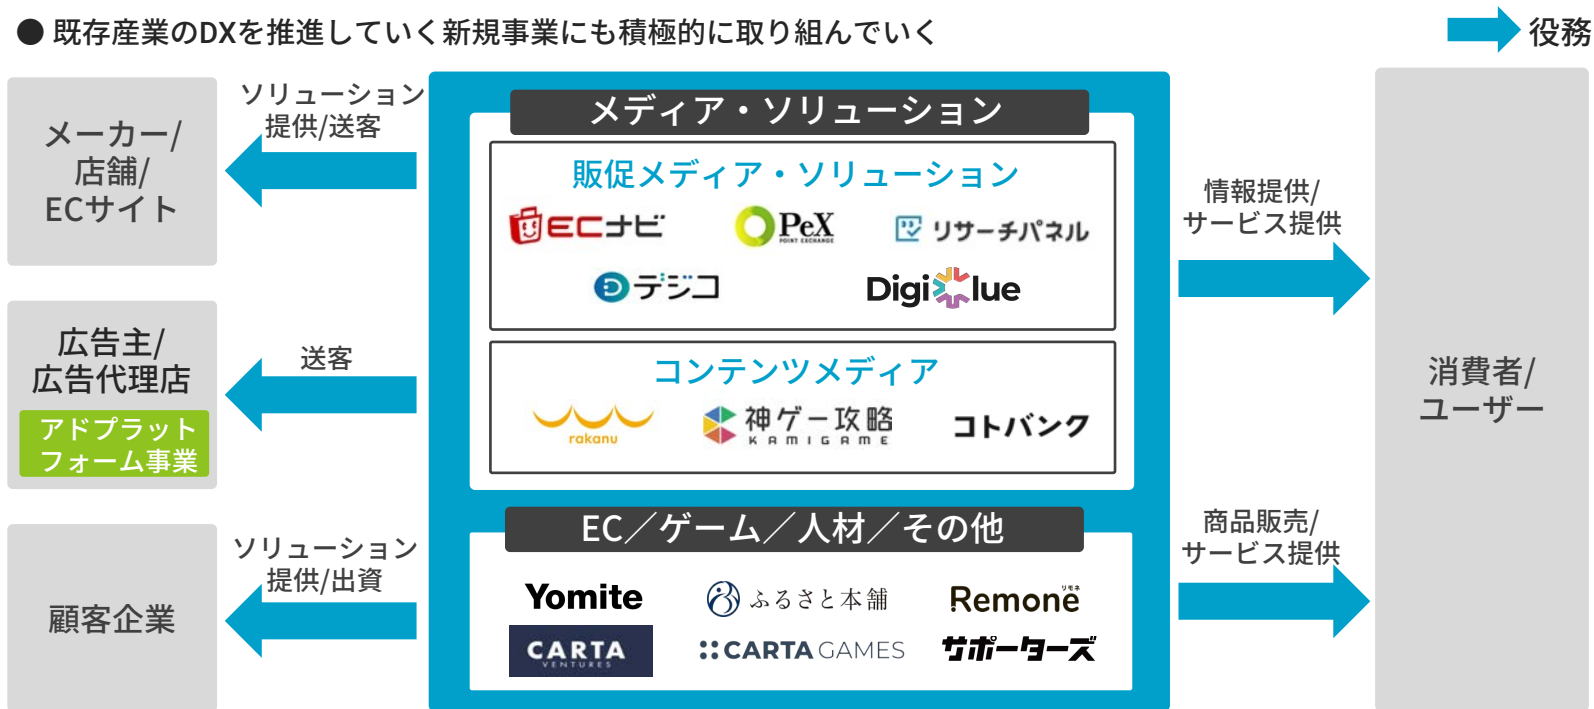 ● 既存産業のDXを推進していく新規事業にも積極的に取り組んでいく
役務
メーカー/
店舗/
ECサイト
ソリューション
提供/送客
広告主/
広告代理店
アドプラット
フォーム事業
送客
顧客企業
ソリューション
提供/出資
メディア・ソリューション
販促メディア・ソリューション
ECナビ
PeX
POINT EXCHANGE
リサーチパネル
デジコ
DigiClue
コンテンツメディア
rakanu
神ゲー攻略
KAMIGAME
コトバンク
EC／ゲーム／人材／その他
Yomite
ふるさと本舗
リモネ
Remone
CARTA
VENTURES
CARTA GAMES
サポーターズ
情報提供/
サービス提供
商品販売/
サービス提供
消費者/
ユーザー